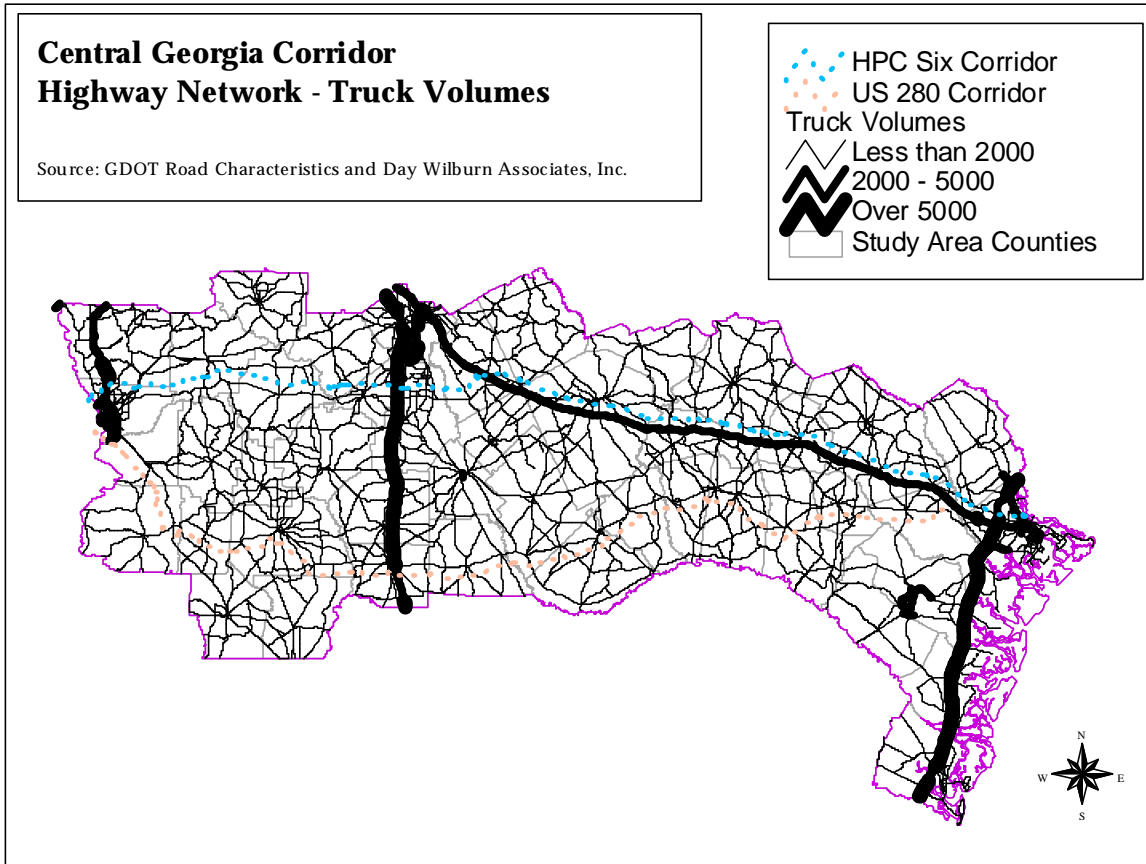 Central Georgia Corridor
Highway Network - Truck Volumes
Source: GDOT Road Characteristics and Day Wilburn Associates, Inc.
HPC Six Corridor
US 280 Corridor
Truck Volumes
Less than 2000
2000 - 5000
Over 5000
Study Area Counties
N
W E
S